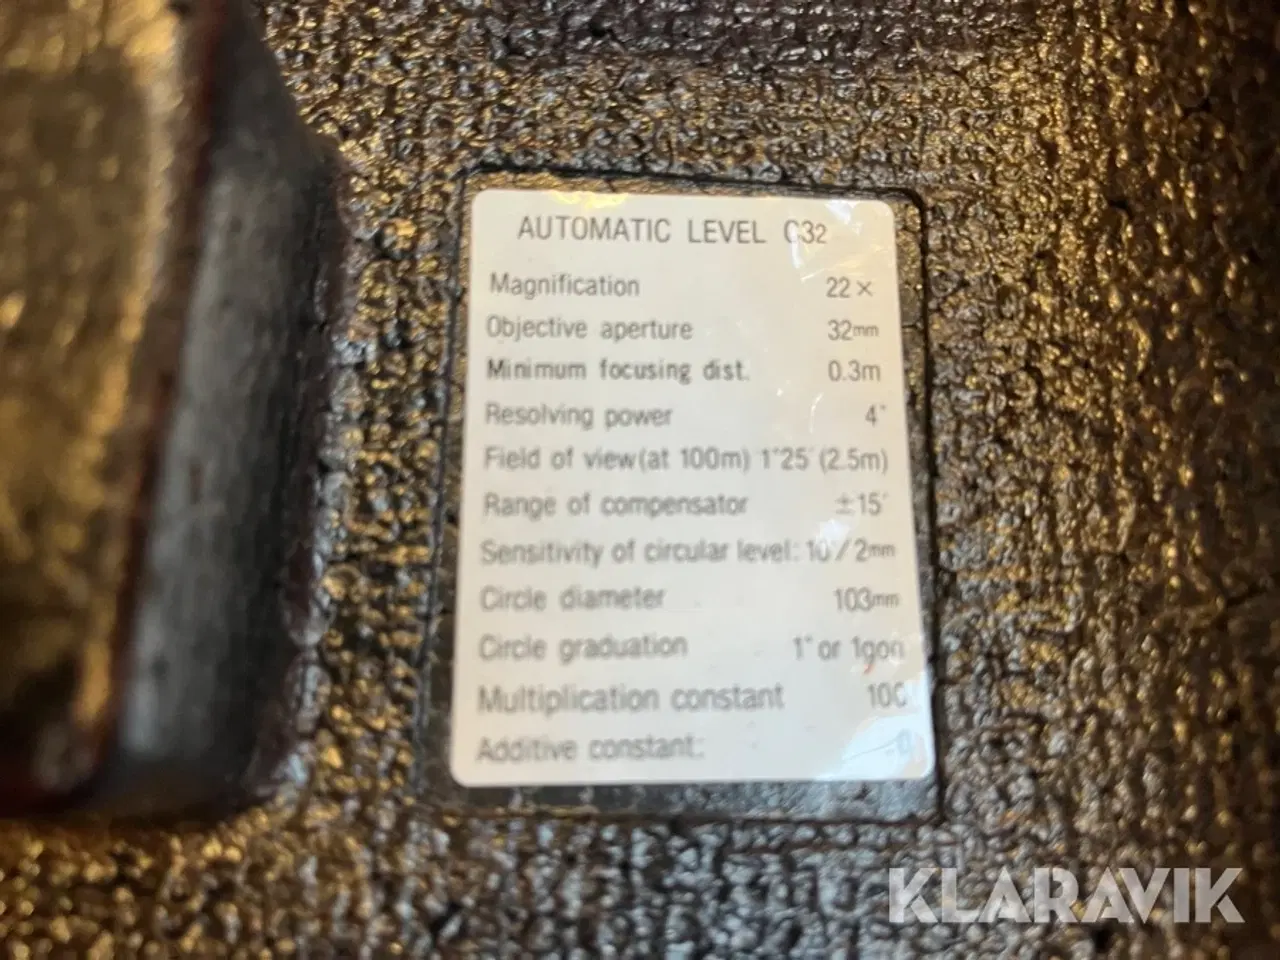 AUTOMATIC LEVEL C32
Magnification 22×
Objective aperture 32mm
Minimum focusing dist. 0.3m
Resolving power 4"
Field of view(at 100m) 1°25′ (2.5m)
Range of compensator ±15′
Sensitivity of circular level: 10′/2mm
Circle diameter 103mm
Circle graduation 1° or 1gon
Multiplication constant 100
Additive constant: 0
KLARAVIK